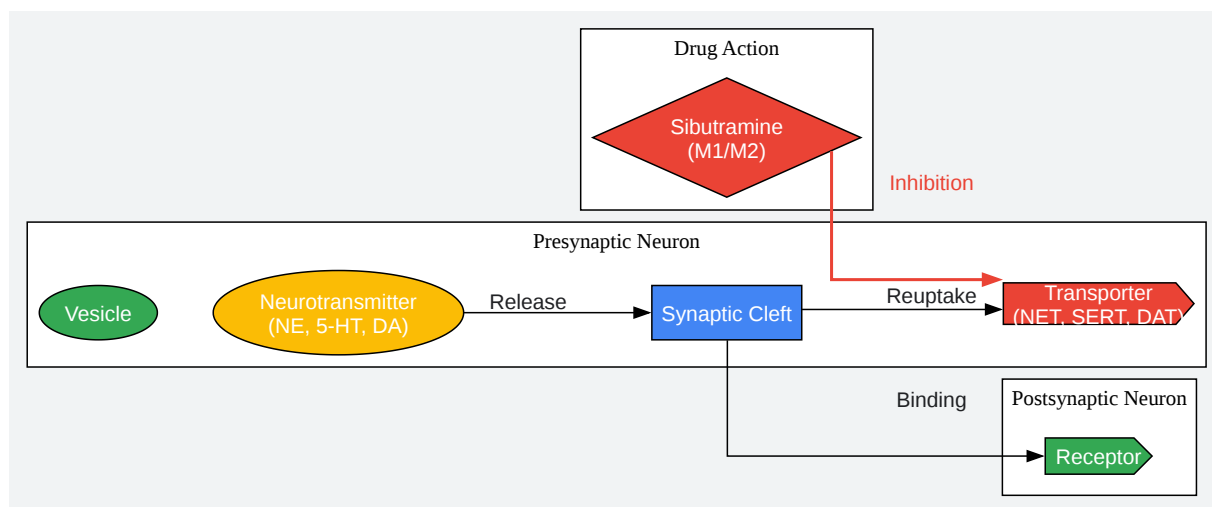 Drug Action
Sibutramine
(M1/M2)
Inhibition
Presynaptic Neuron
Vesicle
Neurotransmitter
(NE, 5-HT, DA)
Release
Synaptic Cleft
Reuptake
Transporter
(NET, SERT, DAT)
Binding
Postsynaptic Neuron
Receptor